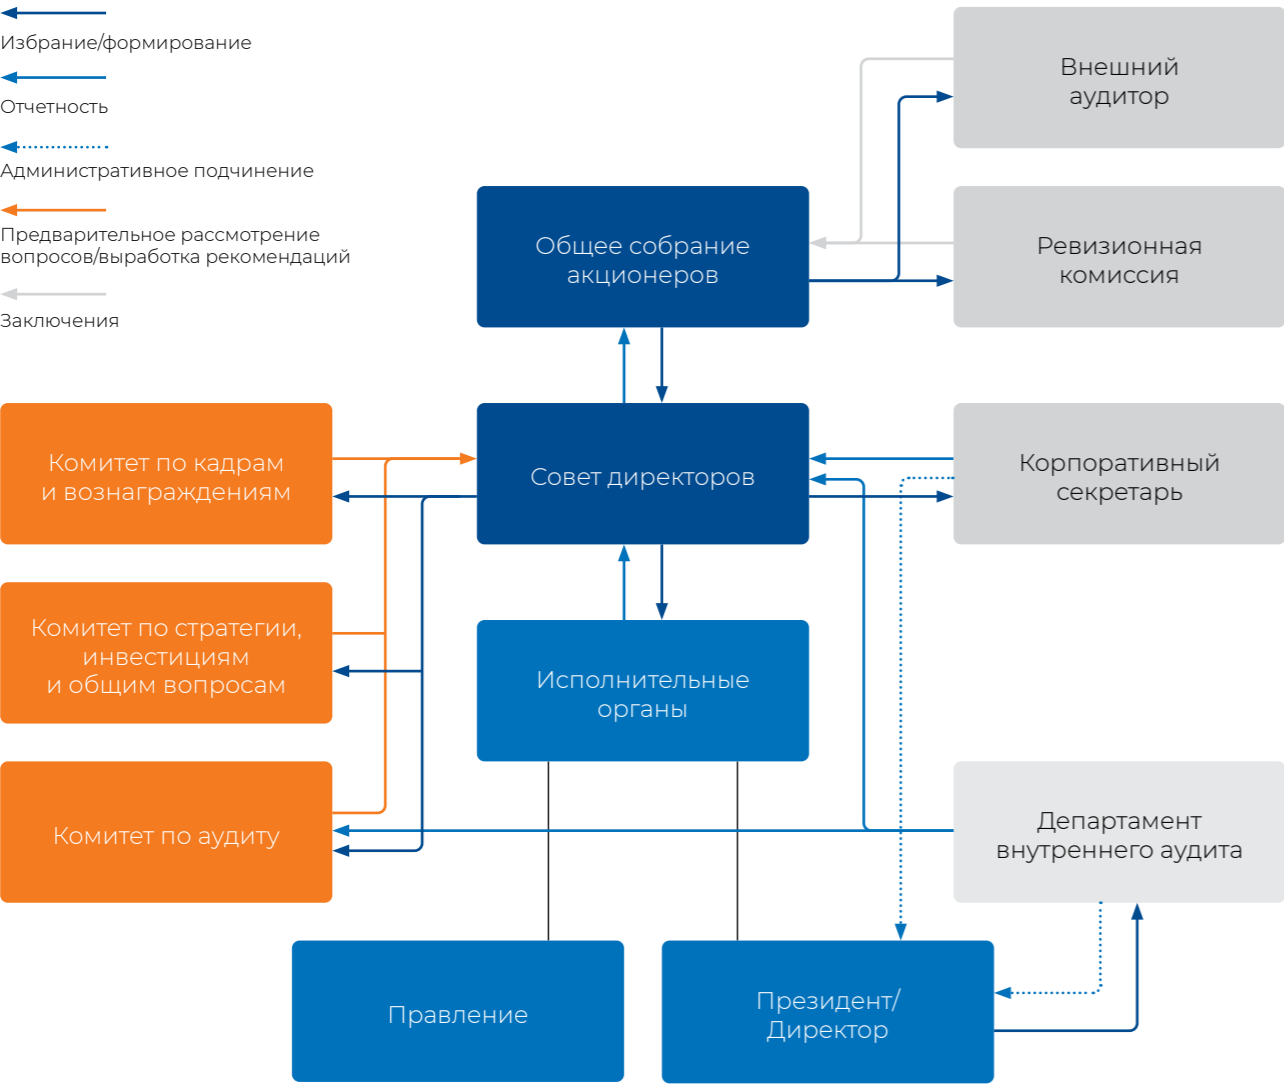 Избрание/формирование
Отчетность
Административное подчинение
Предварительное рассмотрение
вопросов/выработка рекомендаций
Заключения
Внешний
аудитор
Общее собрание
акционеров
Ревизионная
комиссия
Комитет по кадрам
и вознаграждениям
Совет директоров
Корпоративный
секретарь
Комитет по стратегии,
инвестициям
и общим вопросам
Исполнительные
органы
Комитет по аудиту
Департамент
внутреннего аудита
Правление
Президент/
Директор